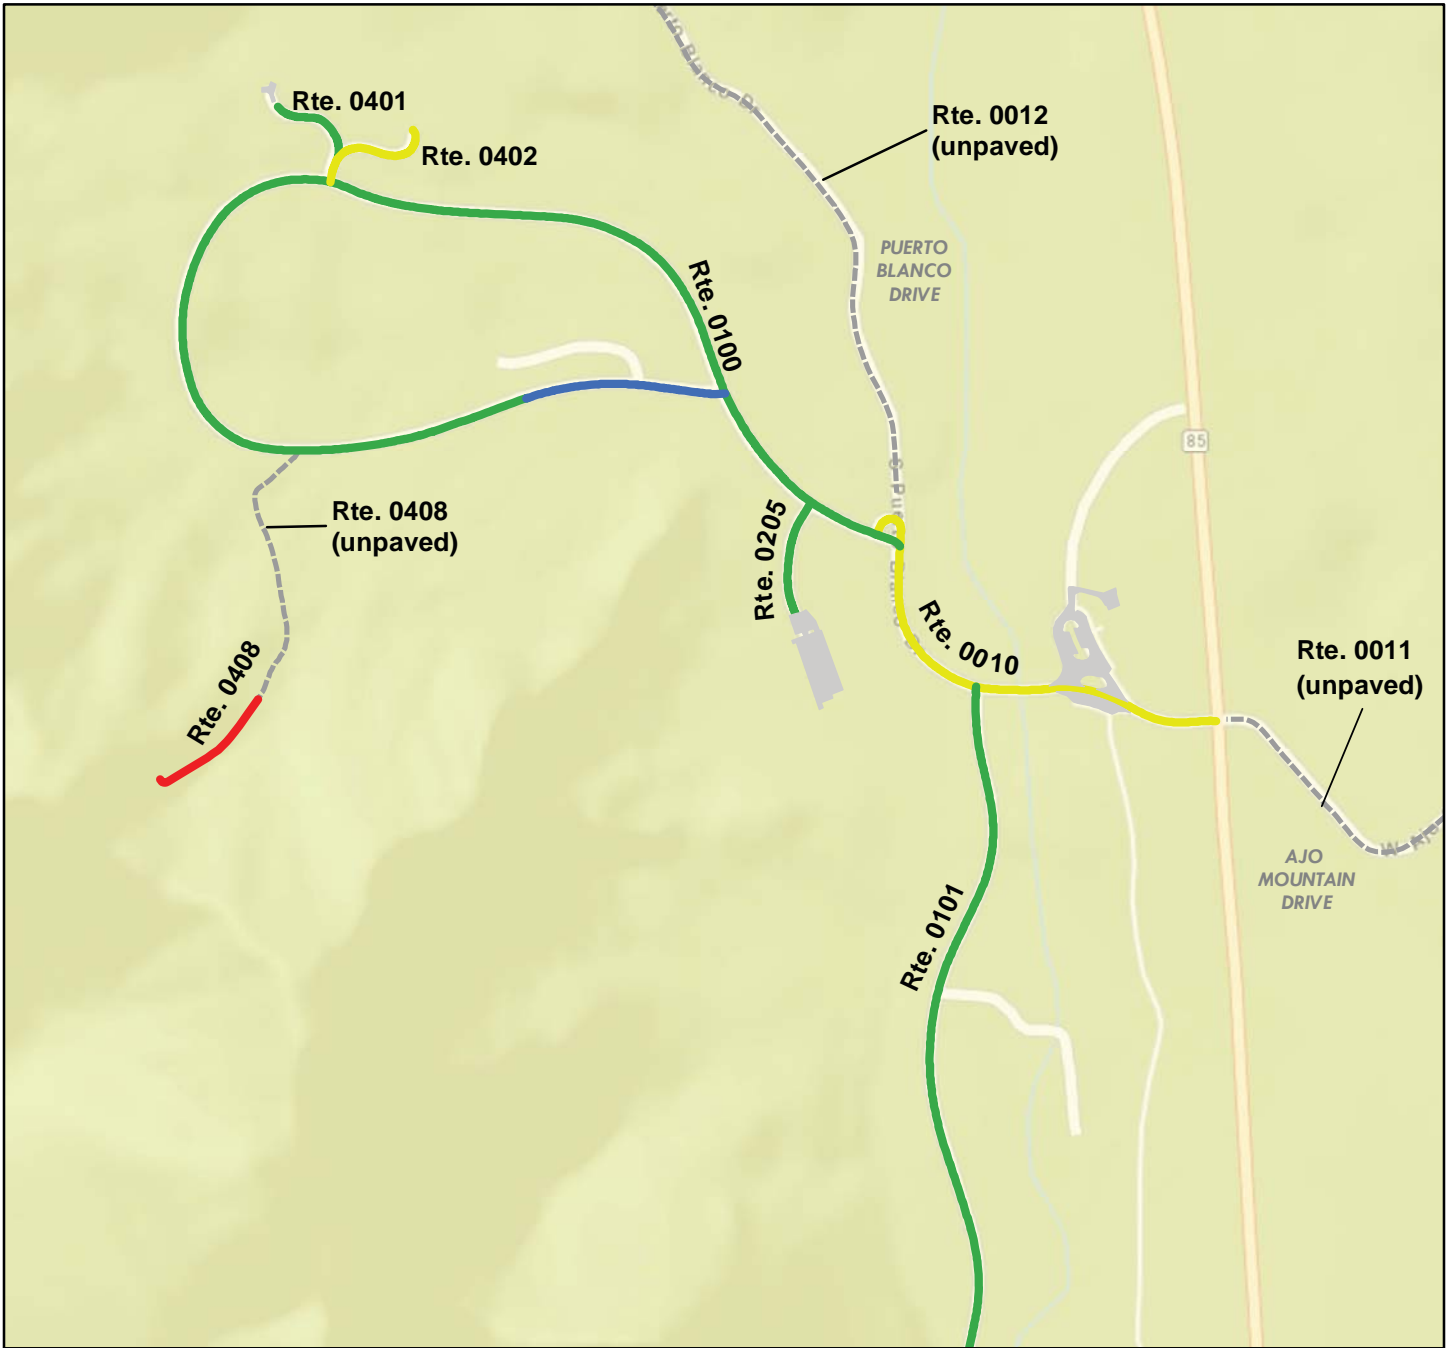 Rte. 0401
Rte. 0402
Rte. 0012
(unpaved)
PUERTO
BLANCO
DRIVE
Rte. 0100
85
Rte. 0408
(unpaved)
Rte. 0205
Rte. 0010
Rte. 0408
Rte. 0011
(unpaved)
AJO
MOUNTAIN
DRIVE
Rte. 0101